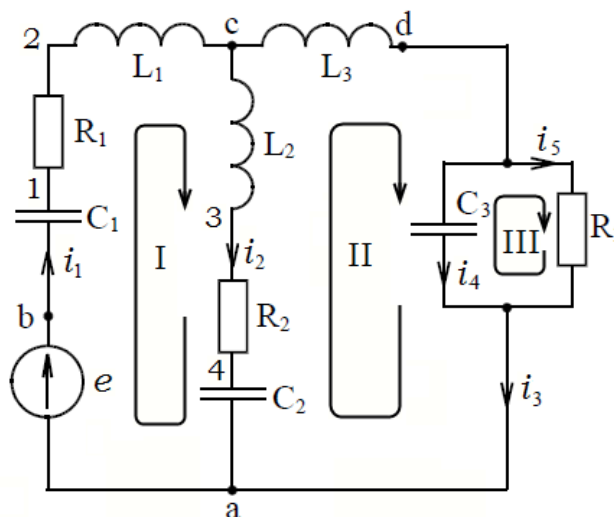 2
c
d
L₁
L₃
R₁
L₂
i₅
1
C₁
3
C₃
III
R
I
i₂
II
i₁
i₄
b
R₂
e
4
C₂
i₃
a